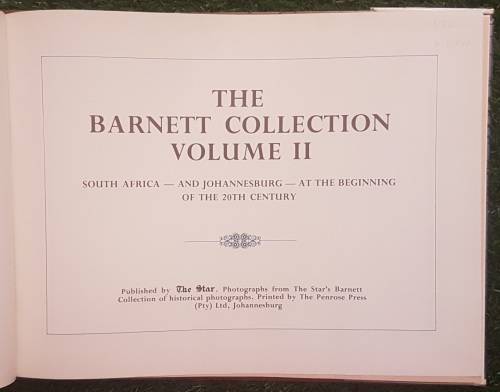 THE
BARNETT COLLECTION
VOLUME II
SOUTH AFRICA — AND JOHANNESBURG — AT THE BEGINNING
OF THE 20TH CENTURY
Published by The Star. Photographs from The Star's Barnett
Collection of historical photographs. Printed by The Penrose Press
(Pty) Ltd, Johannesburg